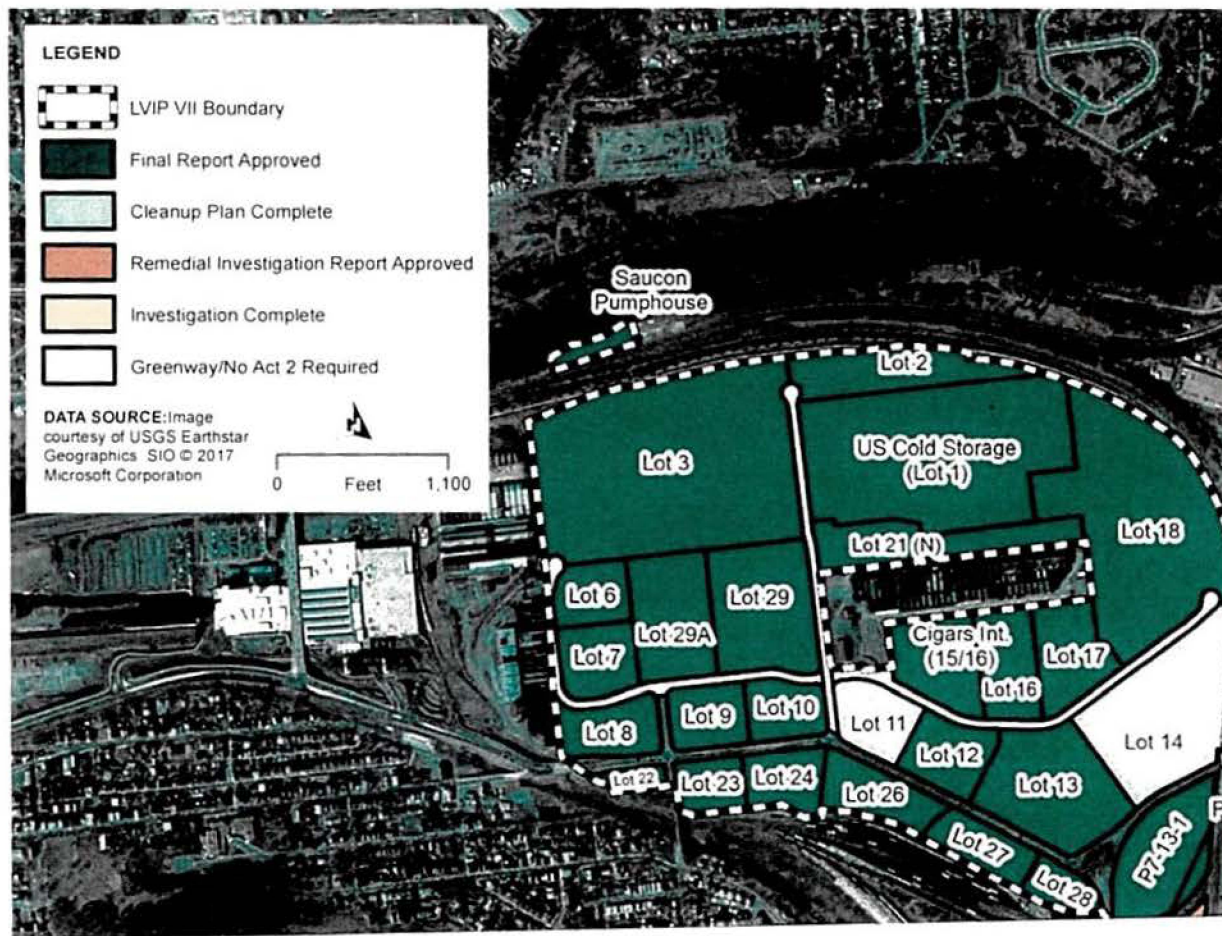 LEGEND
LVIP VII Boundary
Final Report Approved
Cleanup Plan Complete
Remedial Investigation Report Approved
Investigation Complete
Greenway/No Act 2 Required
DATA SOURCE:Image
courtesy of USGS Earthstar
Geographics SIO © 2017
Microsoft Corporation
0 Feet 1,100
Saucon
Pumphouse
Lot 2
Lot 3
US Cold Storage
(Lot 1)
Lot 18
Lot 21 (N)
Lot 6
Lot 29
Lot 29A
Lot 7
Cigars Int.
(15/16)
Lot 17
Lot 16
Lot 8
Lot 9
Lot 10
Lot 11
Lot 12
Lot 14
Lot 13
Lot 22
Lot 23
Lot 24
Lot 26
Lot 27
Lot 28
P7-13-1